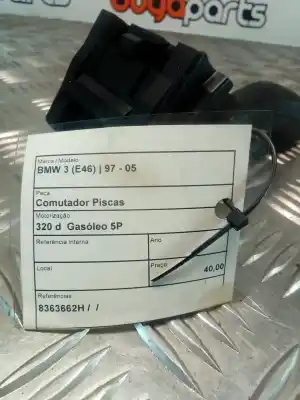 boyaparts
Marca / Modelo
BMW 3 (E46) | 97 - 05
Peça
Comutador Piscas
Motorização
320 d Gasóleo 5P
Referência Interna
Ano
Local
Preço
40,00
Referências
8363662H / /